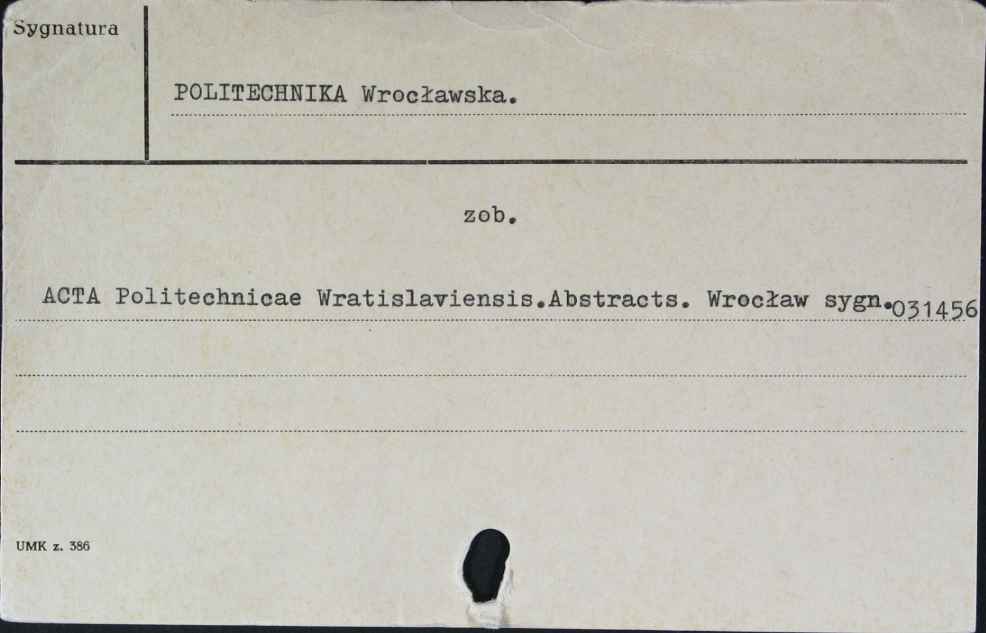 Sygnatura
POLITECHNIKA Wrocławska.
zob.
ACTA Politechnicae Wratislaviensis.Abstracts. Wrocław sygn.031456
UMK z. 386